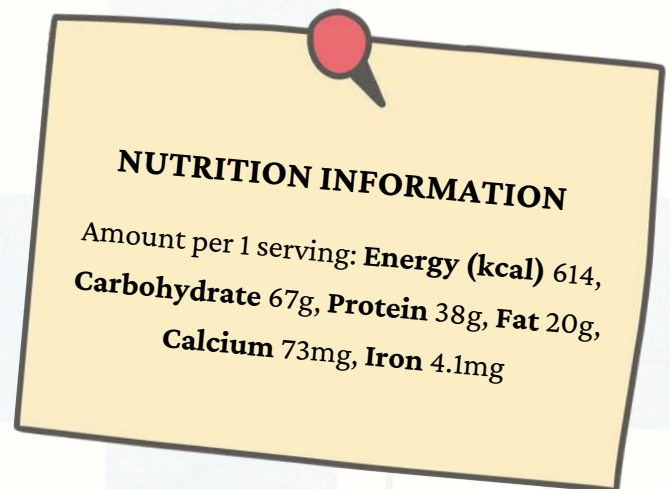 NUTRITION INFORMATION
Amount per 1 serving: Energy (kcal) 614,
Carbohydrate 67g, Protein 38g, Fat 20g,
Calcium 73mg, Iron 4.1mg